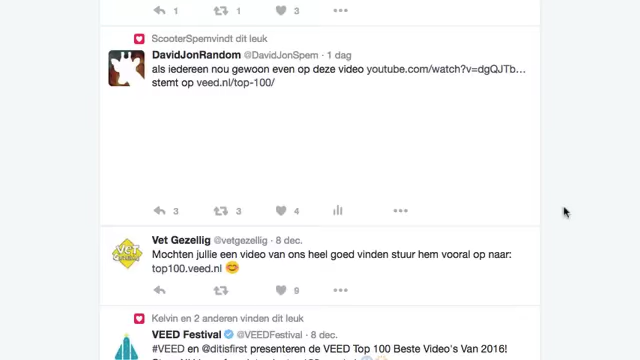 1 1 3
ScooterSpemvindt dit leuk
DavidJonRandom @DavidJonSpem · 1 dag
als iedereen nou gewoon even op deze video youtube.com/watch?v=dgQJTb…
stemt op veed.nl/top-100/
3 3 4
Vet Gezellig @vetgezellig · 8 dec.
Mochten jullie een video van ons heel goed vinden stuur hem vooral op naar:
top100.veed.nl 😊
9
Kelvin en 2 anderen vinden dit leuk
VEED Festival @VEEDFestival · 8 dec.
#VEED en @ditisfirst presenteren de VEED Top 100 Beste Video's Van 2016!